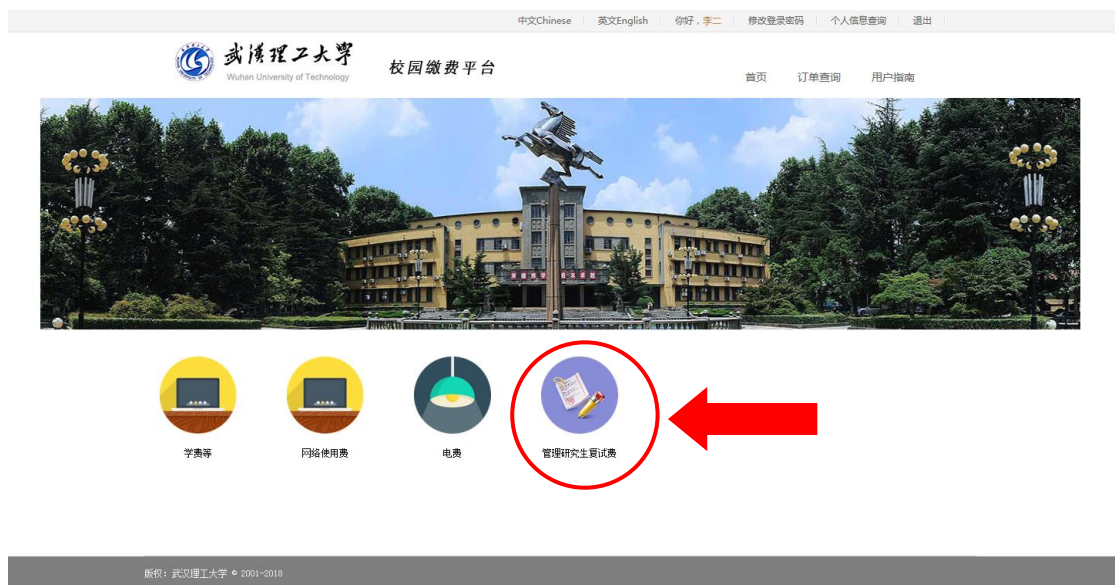 中文Chinese 英文English 你好，李二 修改登录密码 个人信息查询 退出
武汉理工大学
Wuhan University of Technology
校园缴费平台
首页 订单查询 用户指南
学费等 网络使用费 电费 管理研究生复试费
版权：武汉理工大学 © 2001-2018